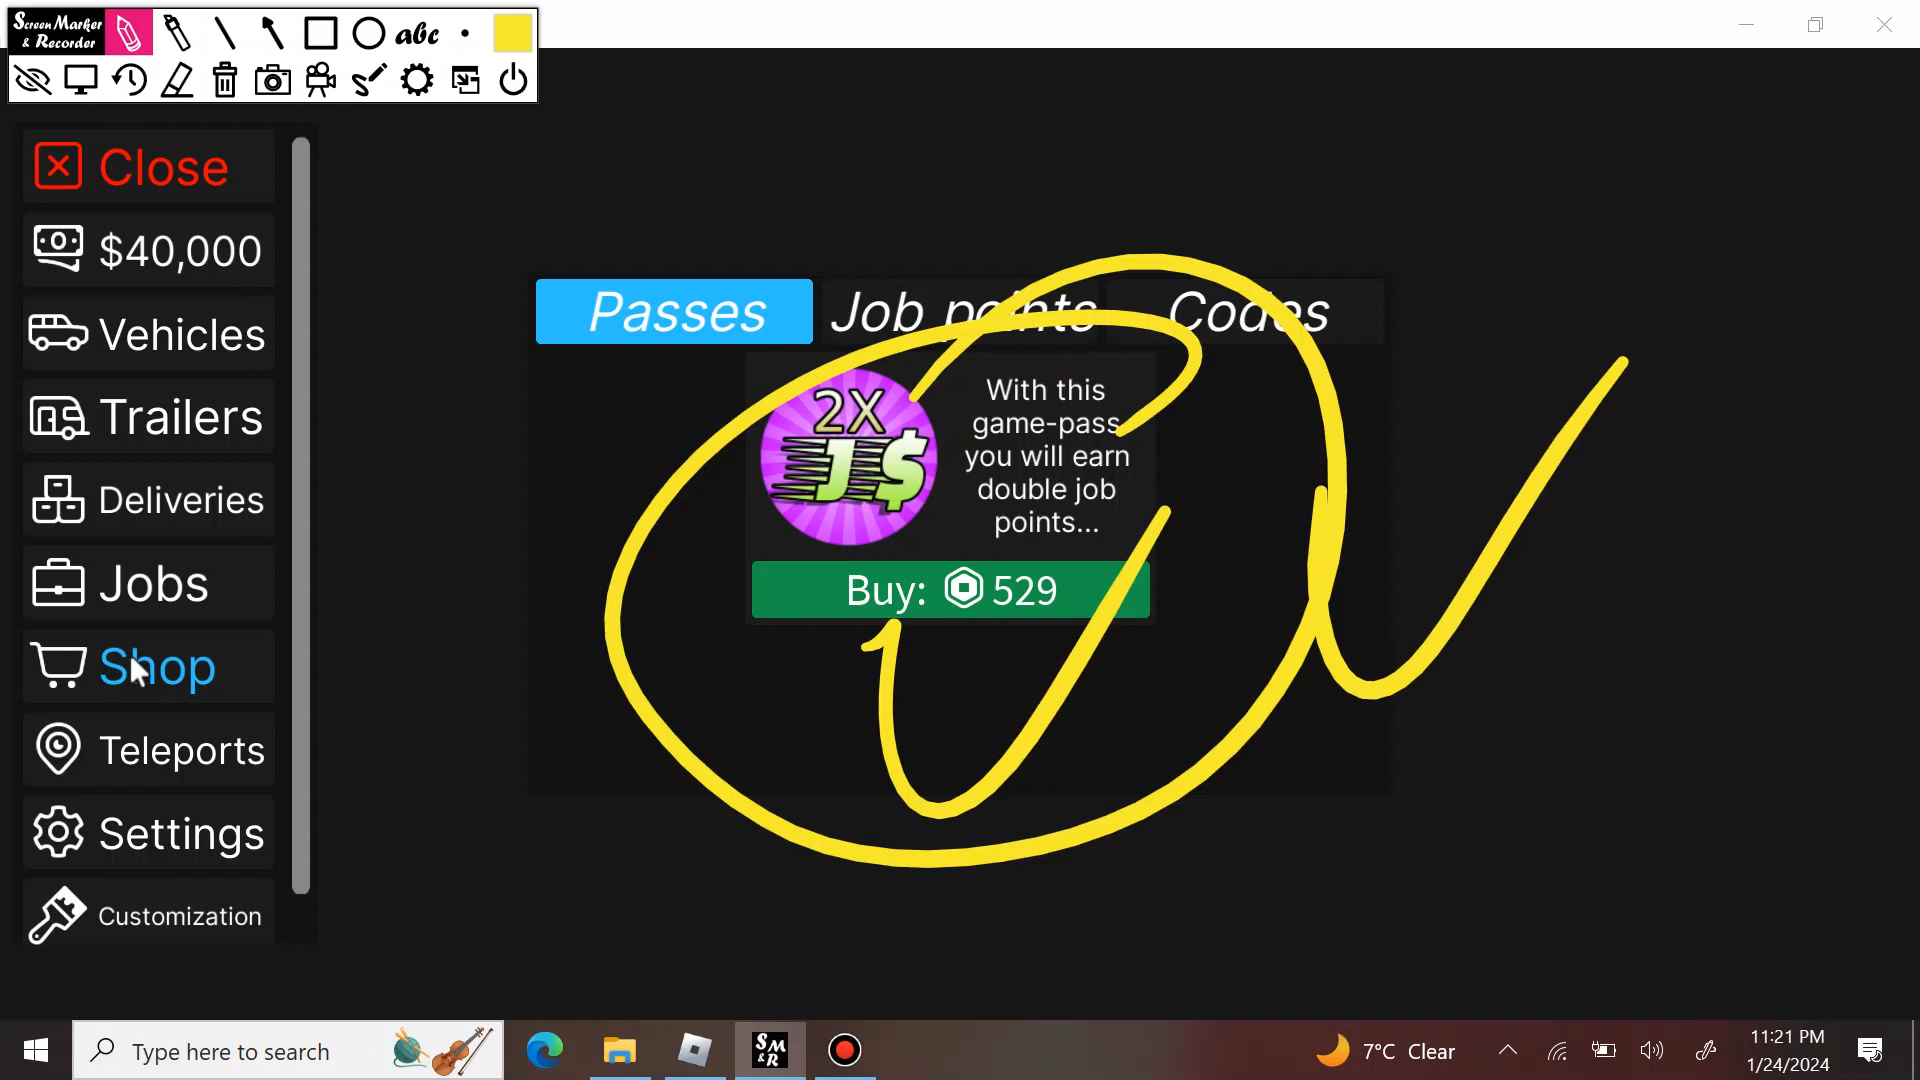 Screen Marker
& Recorder
abc
Close
$40,000
Vehicles
Trailers
Deliveries
Jobs
Shop
Teleports
Settings
Customization
Passes
Job points
Codes
2X
J$
With this
game-pass
you will earn
double job
points...
Buy: 529
Type here to search
SM
&R
7°C Clear
11:21 PM
1/24/2024